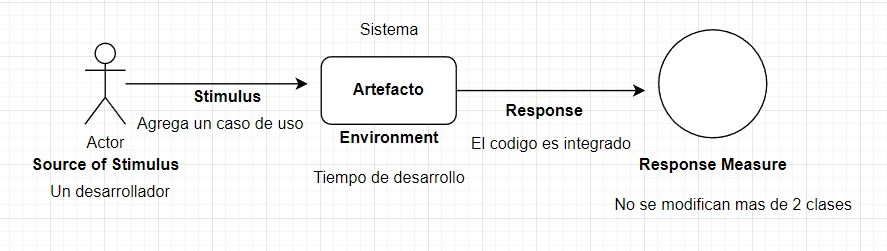 Sistema
Artefacto
Stimulus
Agrega un caso de uso
Response
Environment
El codigo es integrado
Actor
Source of Stimulus
Un desarrollador
Tiempo de desarrollo
Response Measure
No se modifican mas de 2 clases